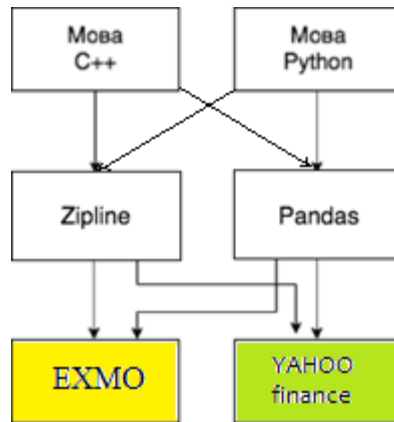 Мова
C++
Мова
Python
Zipline
Pandas
EXMO
YAHOO
finance